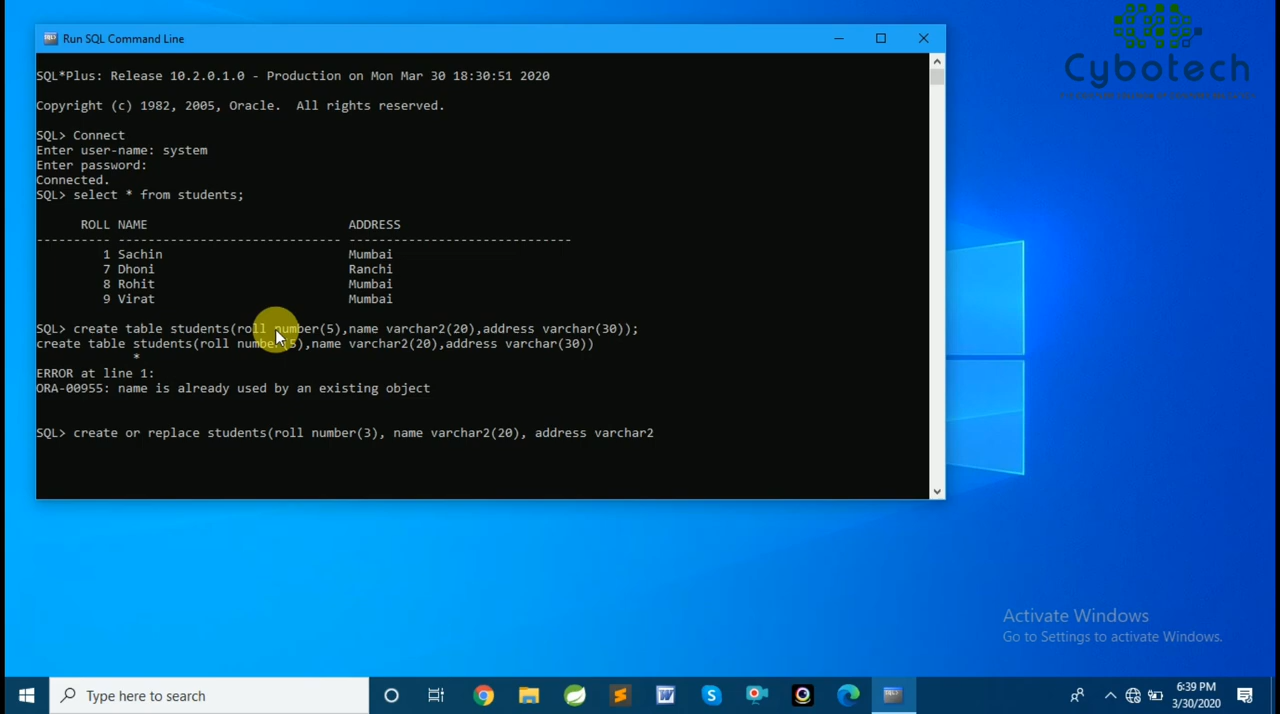 Run SQL Command Line
Cybotech
SQL*Plus: Release 10.2.0.1.0 - Production on Mon Mar 30 18:30:51 2020
Copyright (c) 1982, 2005, Oracle.  All rights reserved.
SQL> Connect
Enter user-name: system
Enter password:
Connected.
SQL> select * from students;
ROLL NAME ADDRESS
---------- ------------------------------ ------------------------------
1 Sachin Mumbai
7 Dhoni Ranchi
8 Rohit Mumbai
9 Virat Mumbai
SQL> create table students(roll number(5),name varchar2(20),address varchar(30));
create table students(roll number(5),name varchar2(20),address varchar(30))
*
ERROR at line 1:
ORA-00955: name is already used by an existing object
SQL> create or replace students(roll number(3), name varchar2(20), address varchar2
Activate Windows
Go to Settings to activate Windows.
Type here to search
6:39 PM
3/30/2020